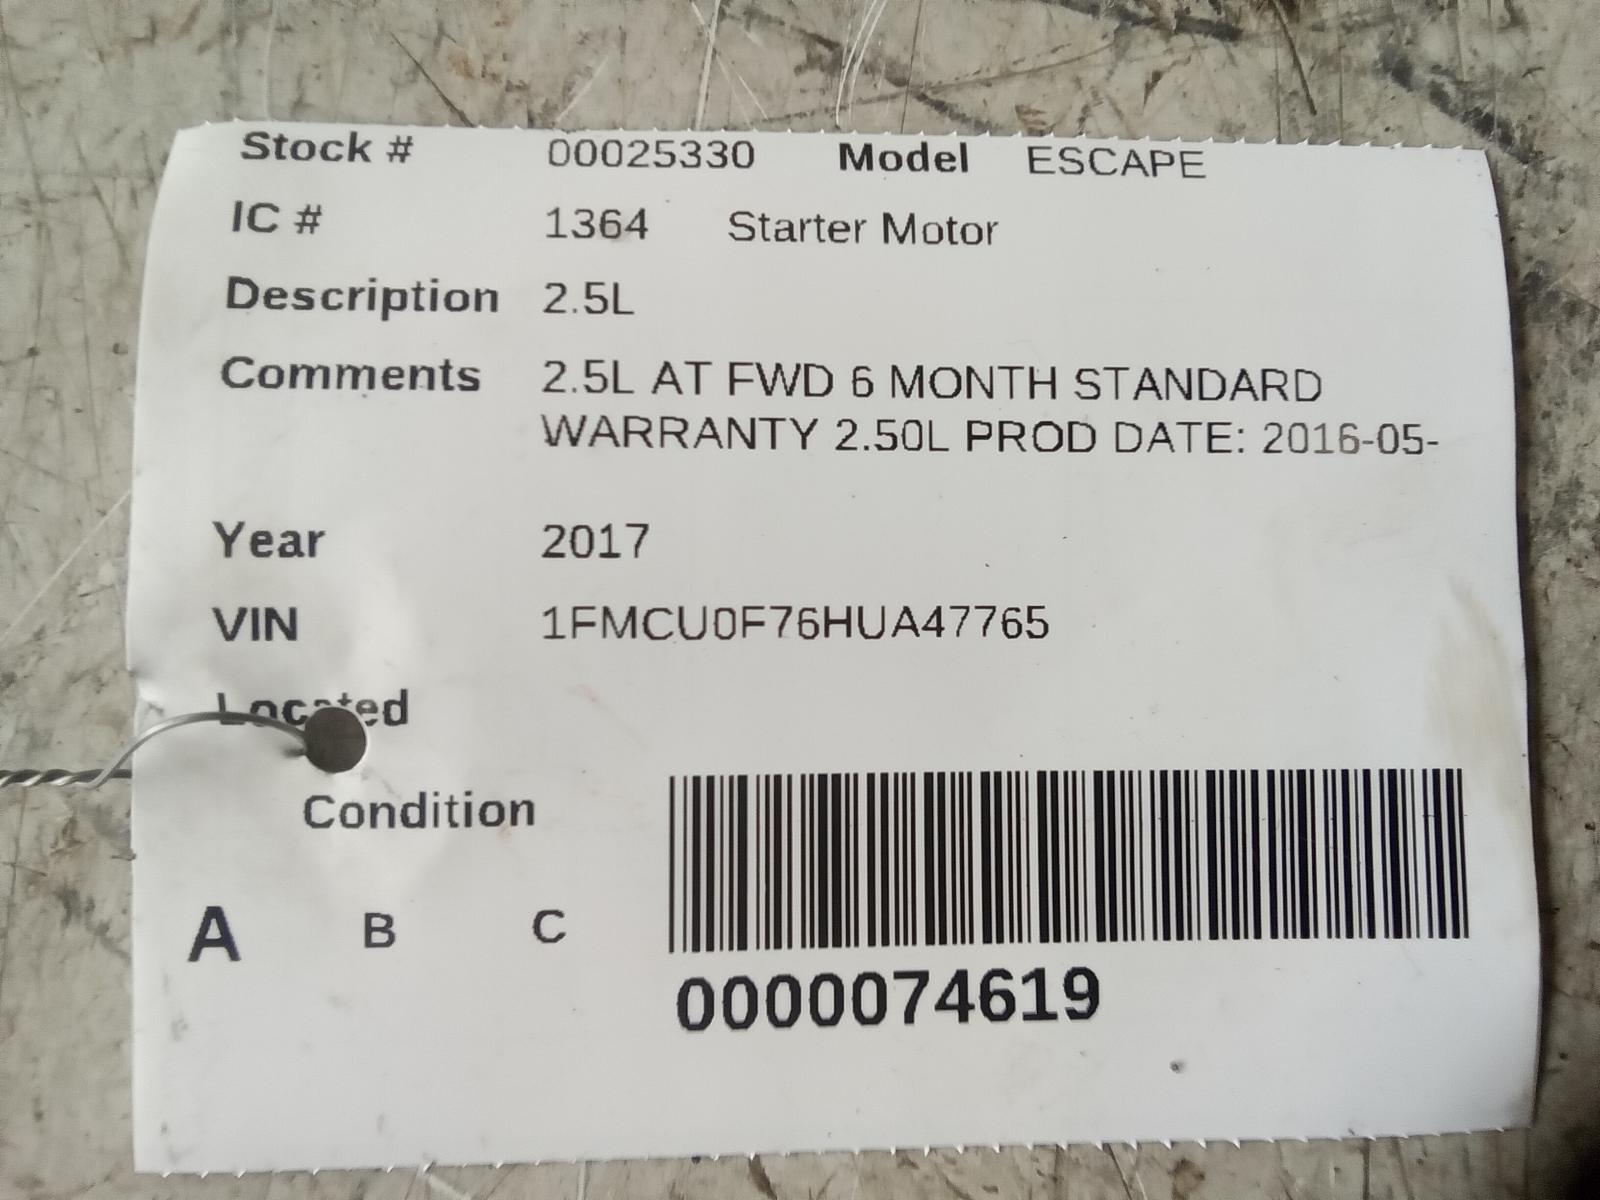 Stock # 00025330 Model ESCAPE
IC # 1364 Starter Motor
Description 2.5L
Comments 2.5L AT FWD 6 MONTH STANDARD
WARRANTY 2.50L PROD DATE: 2016-05-
Year 2017
VIN 1FMCU0F76HUA47765
Located
Condition
A B C
0000074619